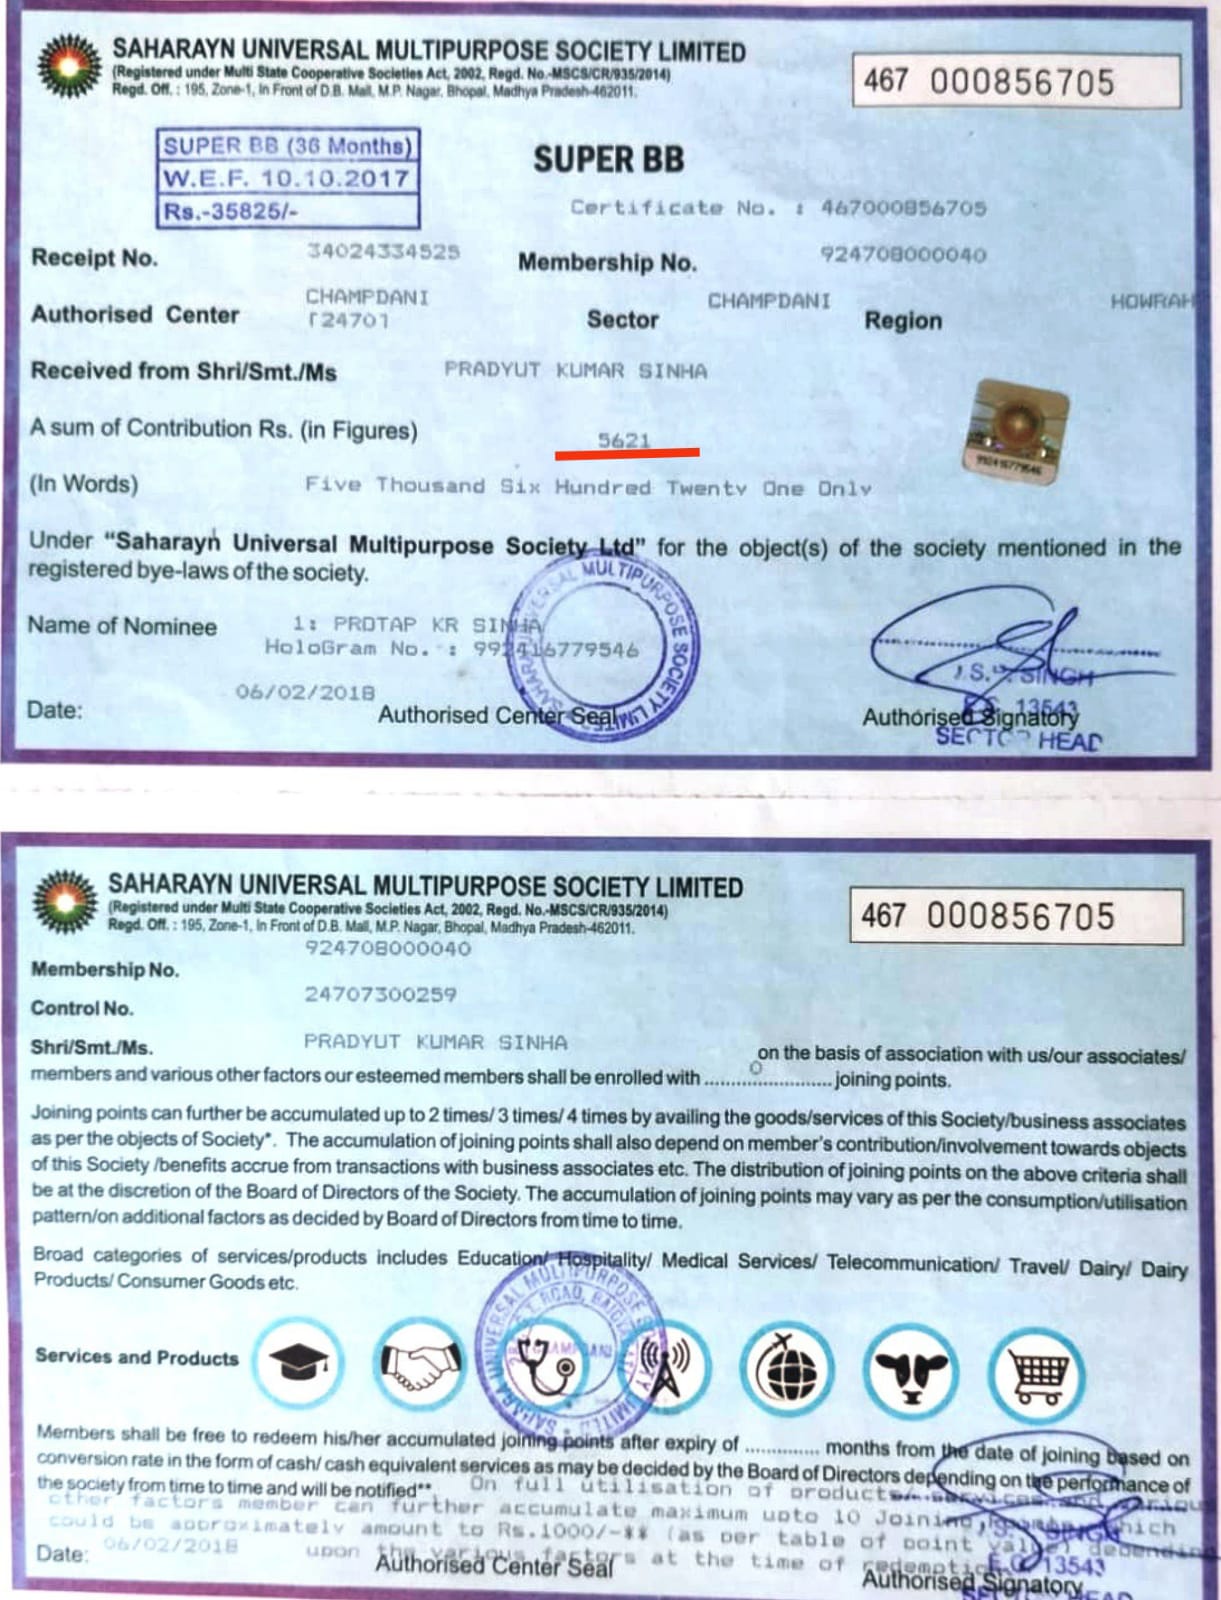 SAHARAYN UNIVERSAL MULTIPURPOSE SOCIETY LIMITED
(Registered under Multi State Cooperative Societies Act, 2002, Regd. No.-MSCS/CR/935/2014)
Regd. Off. : 195, Zone-1, In Front of D.B. Mall, M.P. Nagar, Bhopal, Madhya Pradesh-462011.
467 000856705
SUPER BB (36 Months)
W.E.F. 10.10.2017
Rs.-35825/-
SUPER BB
Certificate No. : 467000856705
Receipt No. 34024334525 Membership No. 924708000040
Authorised Center CHAMPDANI Sector CHAMPDANI Region HOWRAH
24701
Received from Shri/Smt./Ms PRADYUT KUMAR SINHA
A sum of Contribution Rs. (in Figures) 5621
(In Words) Five Thousand Six Hundred Twenty One Only
992416779546
Under "Saharayn Universal Multipurpose Society Ltd" for the object(s) of the society mentioned in the
registered bye-laws of the society.
Name of Nominee 1: PROTAP KR SINHA
HoloGram No. : 992416779546
SAHARAYN UNIVERSAL MULTIPURPOSE SOCIETY LIMITED
Date: 06/02/2018 Authorised Center Seal Authorised Signatory
SINGH
13543
SECTOR HEAD
SAHARAYN UNIVERSAL MULTIPURPOSE SOCIETY LIMITED
(Registered under Multi State Cooperative Societies Act, 2002, Regd. No.-MSCS/CR/935/2014)
Regd. Off. : 195, Zone-1, In Front of D.B. Mall, M.P. Nagar, Bhopal, Madhya Pradesh-462011.
467 000856705
Membership No. 924708000040
Control No. 24707300259
Shri/Smt./Ms. PRADYUT KUMAR SINHA on the basis of association with us/our associates/
members and various other factors our esteemed members shall be enrolled with ..........0............ joining points.
Joining points can further be accumulated up to 2 times/ 3 times/ 4 times by availing the goods/services of this Society/business associates
as per the objects of Society*. The accumulation of joining points shall also depend on member's contribution/involvement towards objects
of this Society /benefits accrue from transactions with business associates etc. The distribution of joining points on the above criteria shall
be at the discretion of the Board of Directors of the Society. The accumulation of joining points may vary as per the consumption/utilisation
pattern/on additional factors as decided by Board of Directors from time to time.
Broad categories of services/products includes Education/ Hospitality/ Medical Services/ Telecommunication/ Travel/ Dairy/ Dairy
Products/ Consumer Goods etc.
Services and Products
CHAMPDANI
Members shall be free to redeem his/her accumulated joining points after expiry of ............. months from the date of joining based on
conversion rate in the form of cash/ cash equivalent services as may be decided by the Board of Directors depending on the performance of
the society from time to time and will be notified** On full utilisation of products/ services and various
other factors member can further accumulate maximum upto 10 Joining which
could be approximately amount to Rs.1000/-** (as per table of point value) depending
upon the various factors at the time of redemption
Date: 06/02/2018 Authorised Center Seal Authorised Signatory
SINGH
13543